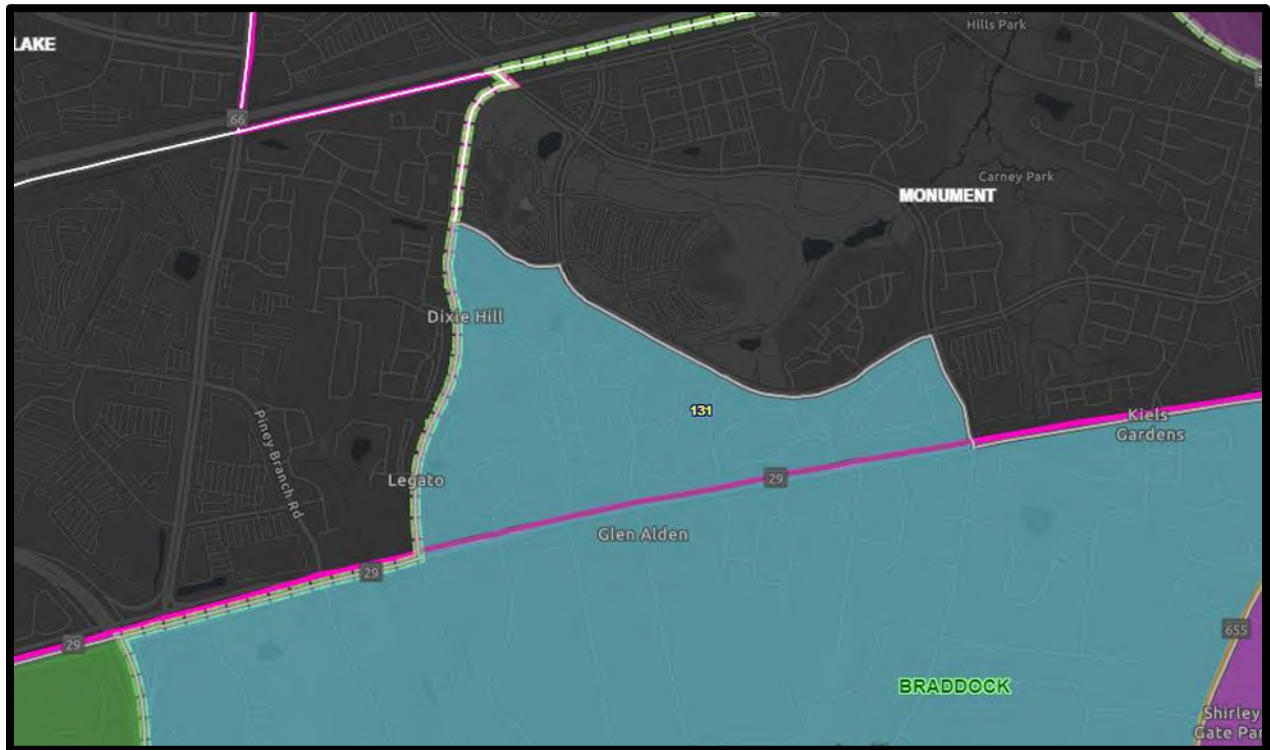 LAKE
Hills Park
66
Carney Park
MONUMENT
Dixie Hill
131
Piney Branch Rd
Legato
Kiels
Gardens
29
Glen Alden
29
29
655
BRADDOCK
Shirley
Gate